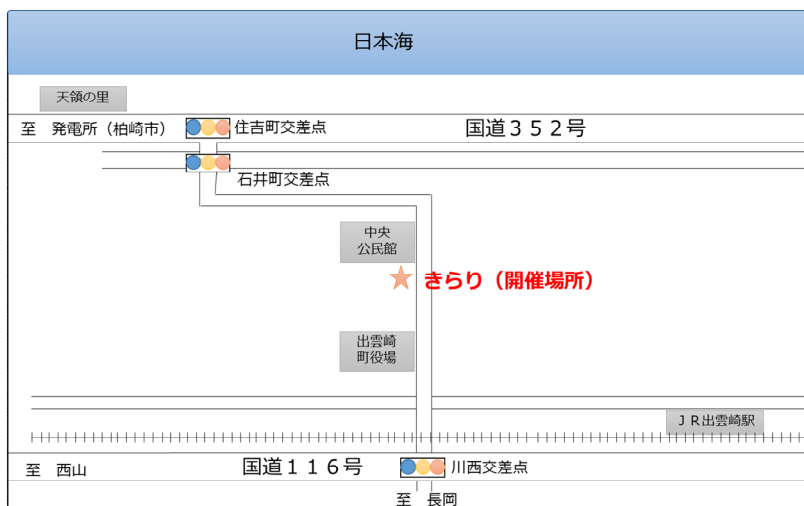 日本海
天領の里
至　発電所（柏崎市）
住吉町交差点
国道３５２号
石井町交差点
中央
公民館
きらり（開催場所）
出雲崎
町役場
ＪＲ出雲崎駅
至　西山
国道１１６号
川西交差点
至　長岡